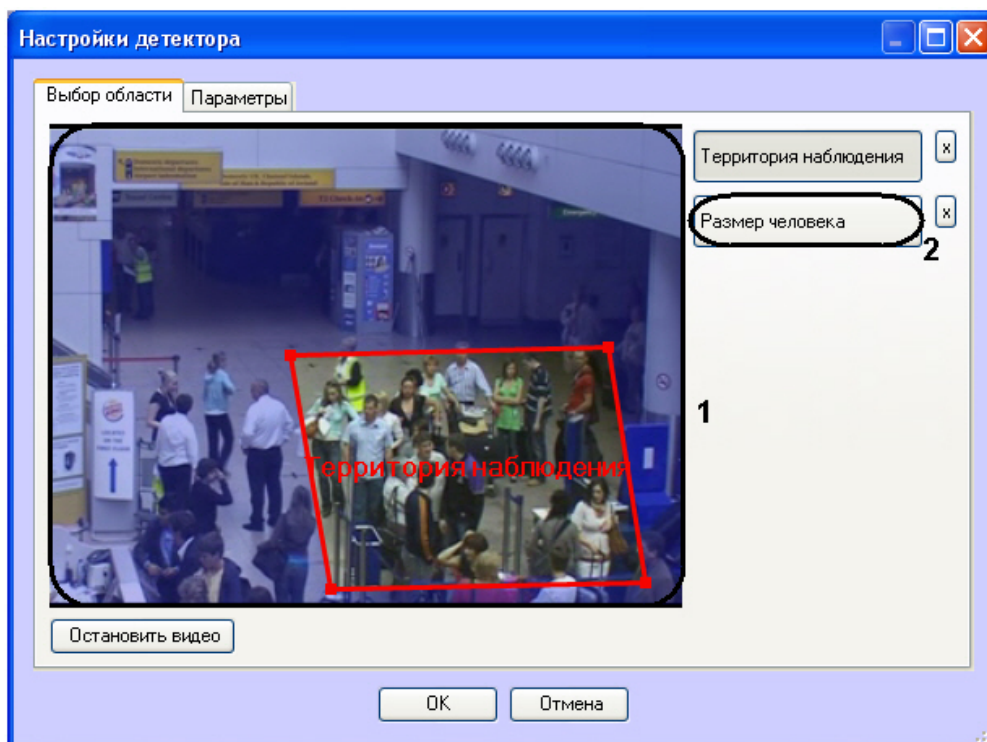 Настройки детектора
Выбор области
Параметры
Территория наблюдения
x
Размер человека
x
2
1
Территория наблюдения
Остановить видео
OK
Отмена